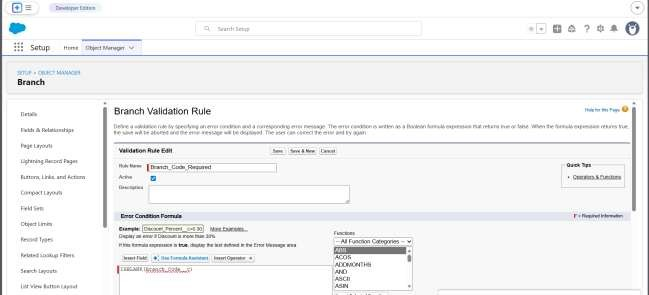 Developer Edition
Search Setup
Setup Home Object Manager
SETUP > OBJECT MANAGER
Branch
Details
Fields & Relationships
Page Layouts
Lightning Record Pages
Buttons, Links, and Actions
Compact Layouts
Field Sets
Object Limits
Record Types
Related Lookup Filters
Search Layouts
List View Button Layout
Branch Validation Rule
Help for this Page
Define a validation rule by specifying an error condition and a corresponding error message. The error condition is written as a Boolean formula expression that returns true or false. When the formula expression returns true,
the save will be aborted and the error message will be displayed. The user can correct the error and try again.
Validation Rule Edit Save Save & New Cancel
Rule Name Branch_Code_Required
Active
Description
Quick Tips
• Operators & Functions
Error Condition Formula = Required Information
Example: Discount_Percent__c>0.30 More Examples...
Display an error if Discount is more than 30%
If this formula expression is true, display the text defined in the Error Message area
Insert Field Use Formula Assistant Insert Operator
ISBLANK(Branch_Code__c)
Functions
-- All Function Categories --
ABS
ACOS
ADDMONTHS
AND
ASCII
ASIN